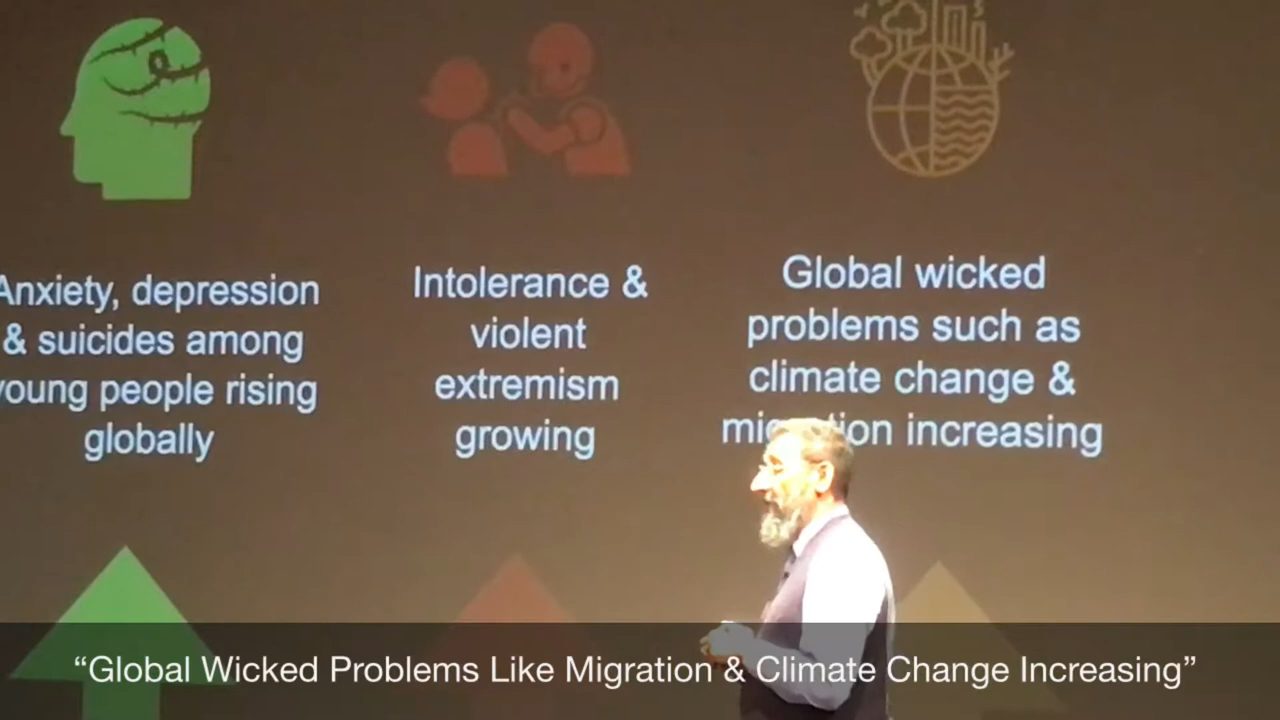 Anxiety, depression
& suicides among
young people rising
globally
Intolerance &
violent
extremism
growing
Global wicked
problems such as
climate change &
migration increasing
“Global Wicked Problems Like Migration & Climate Change Increasing”